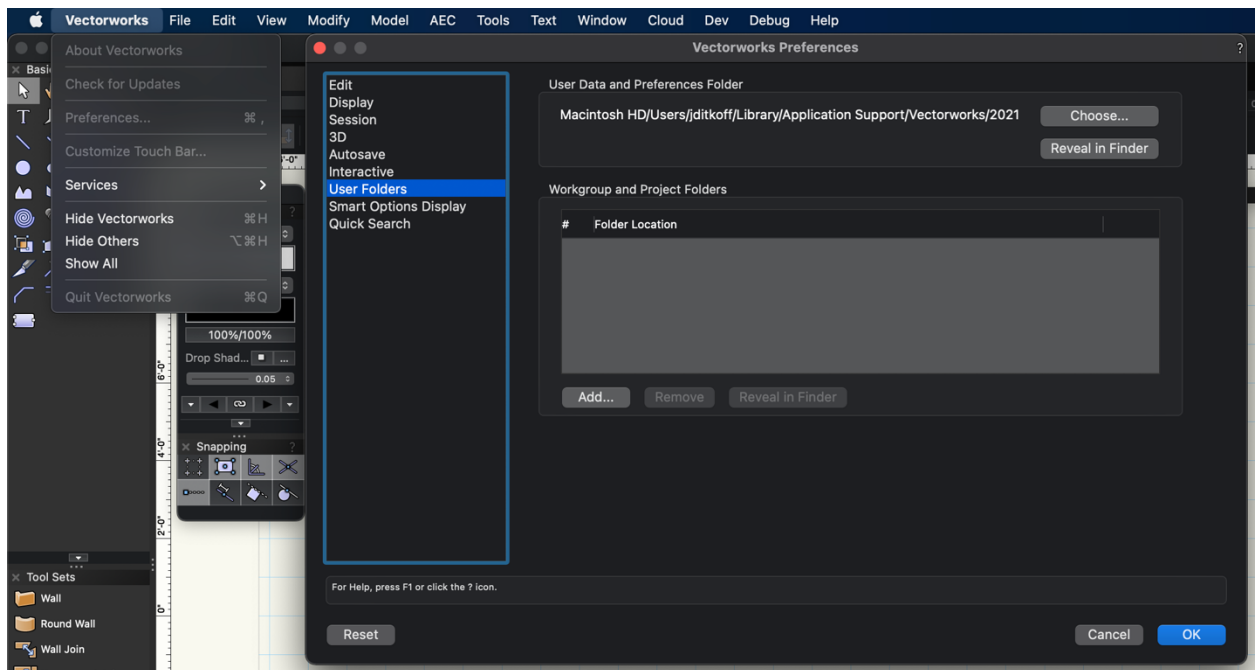 Vectorworks File Edit View Modify Model AEC Tools Text Window Cloud Dev Debug Help
About Vectorworks
Check for Updates
Preferences... ⌘ ,
Customize Touch Bar...
Services >
Hide Vectorworks ⌘H
Hide Others ⌥⌘H
Show All
Quit Vectorworks ⌘Q
Basi
100%/100%
Drop Shad... ...
0.05
Snapping ?
6'-0"
4'-0"
2'-0"
0"
Tool Sets
Wall
Round Wall
Wall Join
Vectorworks Preferences ?
Edit
Display
Session
3D
Autosave
Interactive
User Folders
Smart Options Display
Quick Search
User Data and Preferences Folder
Macintosh HD/Users/jditkoff/Library/Application Support/Vectorworks/2021 Choose...
Reveal in Finder
Workgroup and Project Folders
# Folder Location
Add... Remove Reveal in Finder
For Help, press F1 or click the ? icon.
Reset Cancel OK